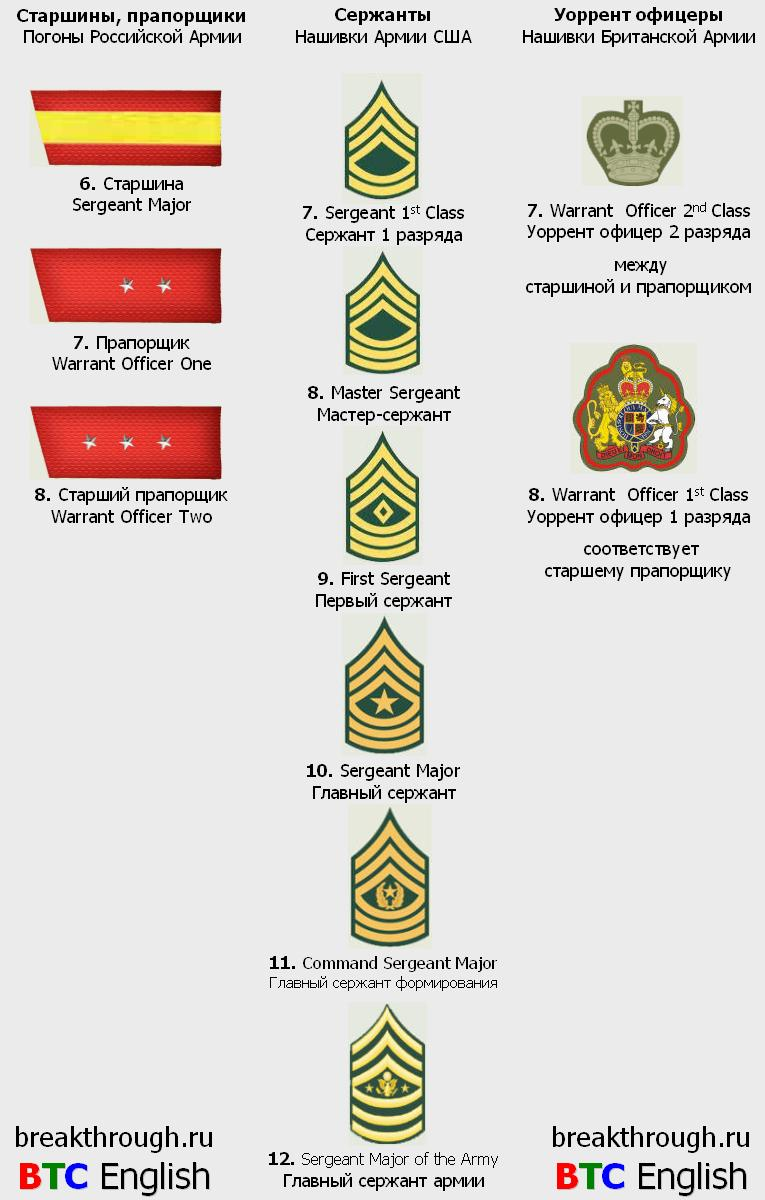 Старшины, прапорщики
Погоны Российской Армии
6. Старшина
Sergeant Major
7. Прапорщик
Warrant Officer One
8. Старший прапорщик
Warrant Officer Two
Сержанты
Нашивки Армии США
7. Sergeant 1st Class
Сержант 1 разряда
8. Master Sergeant
Мастер-сержант
9. First Sergeant
Первый сержант
10. Sergeant Major
Главный сержант
11. Command Sergeant Major
Главный сержант формирования
12. Sergeant Major of the Army
Главный сержант армии
Уоррент офицеры
Нашивки Британской Армии
7. Warrant Officer 2nd Class
Уоррент офицер 2 разряда
между
старшиной и прапорщиком
8. Warrant Officer 1st Class
Уоррент офицер 1 разряда
соответствует
старшему прапорщику
breakthrough.ru
BTC English
breakthrough.ru
BTC English